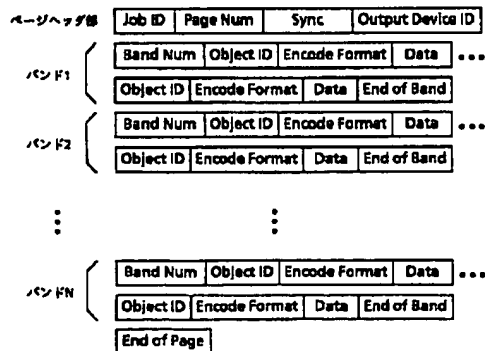 ページヘッダ部 Job ID Page Num Sync Output Device ID
バンド1 Band Num Object ID Encode Format Data •••
Object ID Encode Format Data End of Band
バンド2 Band Num Object ID Encode Format Data •••
Object ID Encode Format Data End of Band
バンドN Band Num Object ID Encode Format Data •••
Object ID Encode Format Data End of Band
End of Page